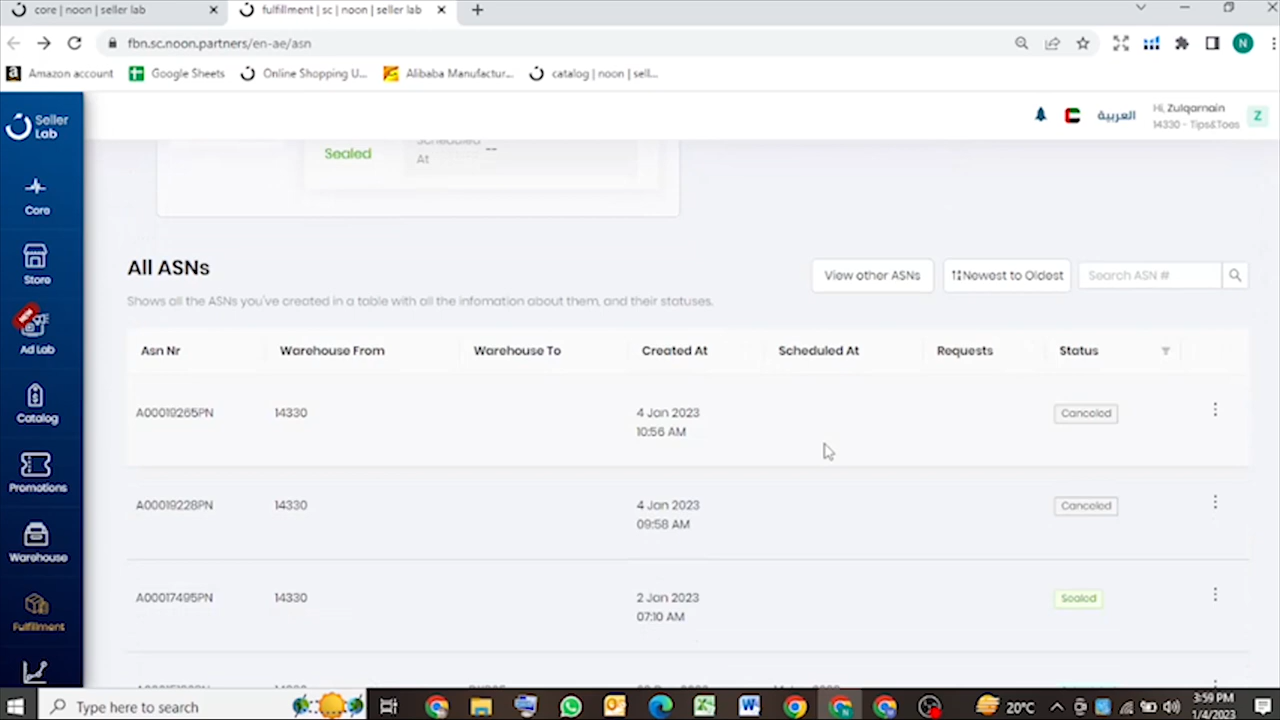 core | noon | seller lab
fulfillment | sc | noon | seller lab
fbn.sc.noon.partners/en-ae/asn
N
Amazon account
Google Sheets
Online Shopping U...
Alibaba Manufactur...
catalog | noon | sell...
Seller Lab
العربية
Hi, Zulqarnain
14330 - Tips&Toes
Z
Core
Store
NEW
Ad Lab
Catalog
Promotions
Warehouse
Fulfillment
Sealed
Scheduled At
--
All ASNs
View other ASNs
Newest to Oldest
Search ASN #
Shows all the ASNs you've created in a table with all the infomation about them, and their statuses.
Asn Nr Warehouse From Warehouse To Created At Scheduled At Requests Status
A00019265PN 14330 4 Jan 2023 10:56 AM Canceled
A00019228PN 14330 4 Jan 2023 09:58 AM Canceled
A00017495PN 14330 2 Jan 2023 07:10 AM Sealed
Type here to search
20°C
3:59 PM
1/4/2023